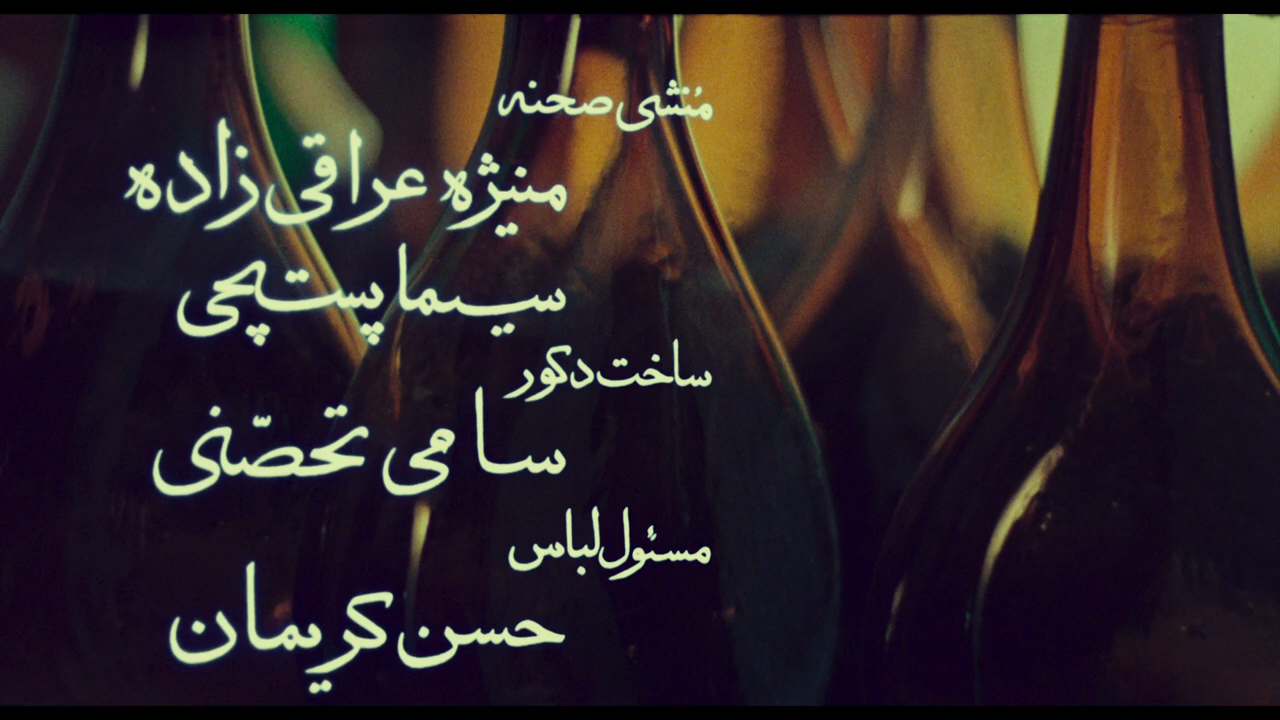 مُنشی صحنه
منیژه عراقی‌زاده
سیما پستچی
ساخت دکور
سامی تحصّنی
مسئول لباس
حسن کریمان